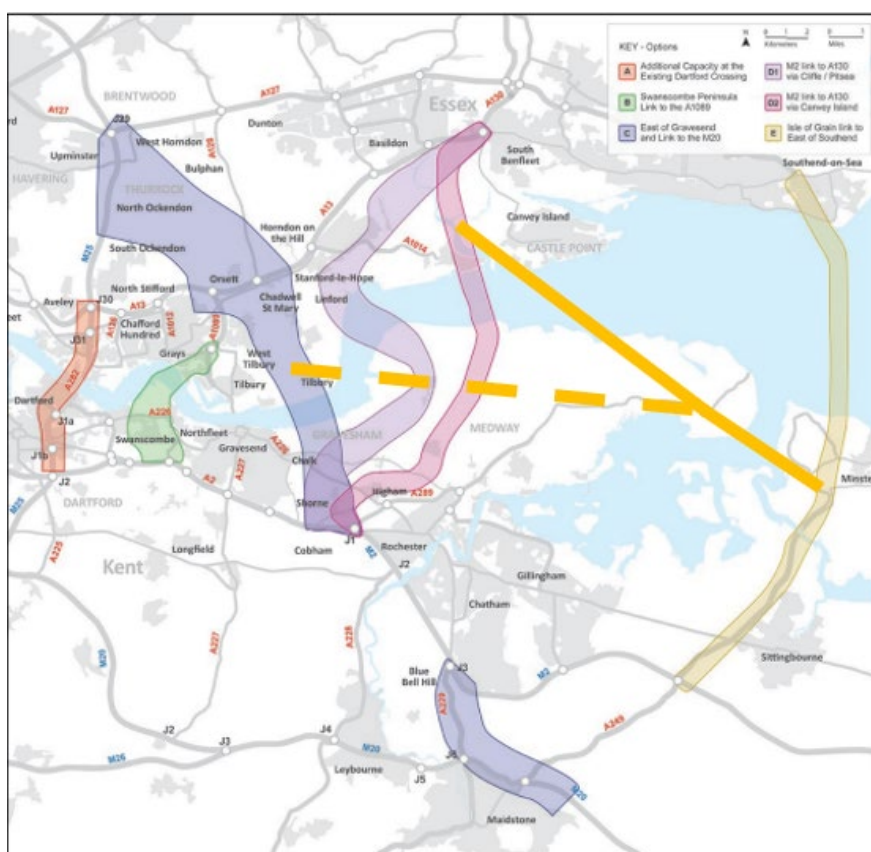 KEY - Options
N
0 1 2
Kilometres
0 1
Miles
A Additional Capacity at the
Existing Dartford Crossing
B Swanscombe Peninsula
Link to the A1089
C East of Gravesend
and Link to the M20
D1 M2 link to A130
via Cliffe / Pitsea
D2 M2 link to A130
via Canvey Island
E Isle of Grain link to
East of Southend
BRENTWOOD
A127
A127
Essex
A130
J29
Dunton
A128
Basildon
Upminster
West Horndon
Bulphan
South
Benfleet
Southend-on-Sea
HAVERING
THURROCK
North Ockendon
A13
Canvey Island
CASTLE POINT
Horndon on
the Hill
A1014
M25
South Ockendon
Stanford-le-Hope
Linford
Orsett
North Stifford
Chadwell
St Mary
Aveley
J30
A13
A1012
A1089
J31
Chafford
Hundred
Grays
West
Tilbury
Tilbury
Tilbury
A282
Dartford
J1a
A226
Swanscombe
Northfleet
Gravesend
A226
GRAVESHAM
MEDWAY
J1b
A227
Chalk
J2
A2
Higham
A289
Minster
DARTFORD
Shorne
M25
J1
Cobham
M2
Rochester
A225
Longfield
J2
Kent
Gillingham
Chatham
A227
A228
Sittingbourne
M20
Blue
Bell Hill
J3
M2
A229
A249
J2
J3
J4
M20
M26
Leybourne
J5
J6
M20
Maidstone